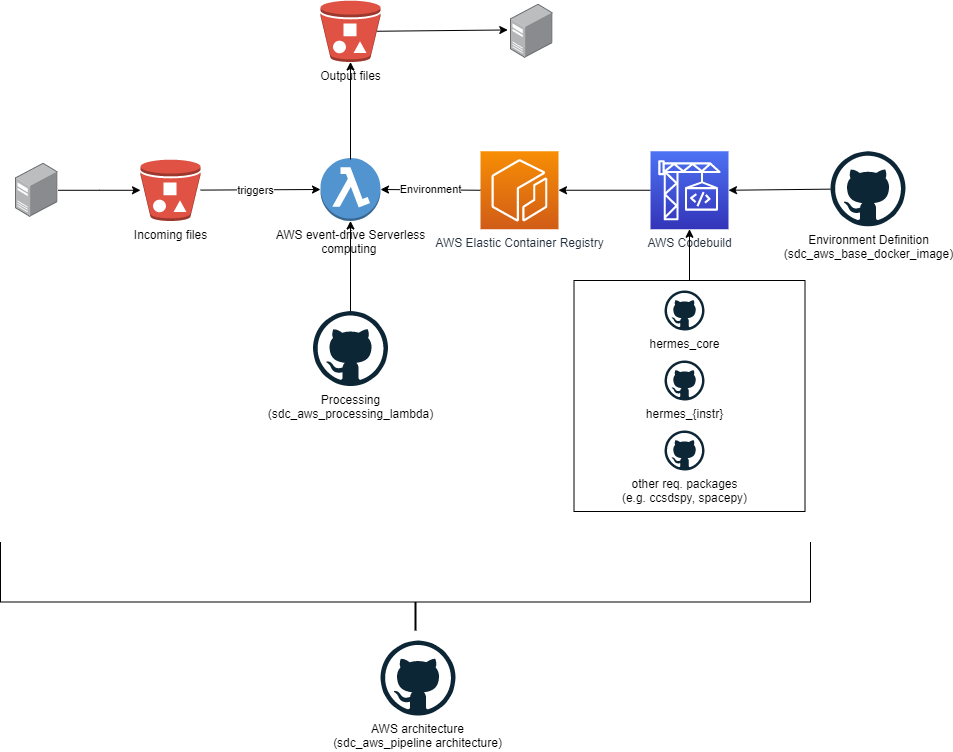 Output files
triggers
Environment
Incoming files
AWS event-drive Serverless
computing
AWS Elastic Container Registry
AWS Codebuild
Environment Definition
(sdc_aws_base_docker_image)
hermes_core
hermes_{instr}
other req. packages
(e.g. ccsdspy, spacepy)
Processing
(sdc_aws_processing_lambda)
AWS architecture
(sdc_aws_pipeline architecture)